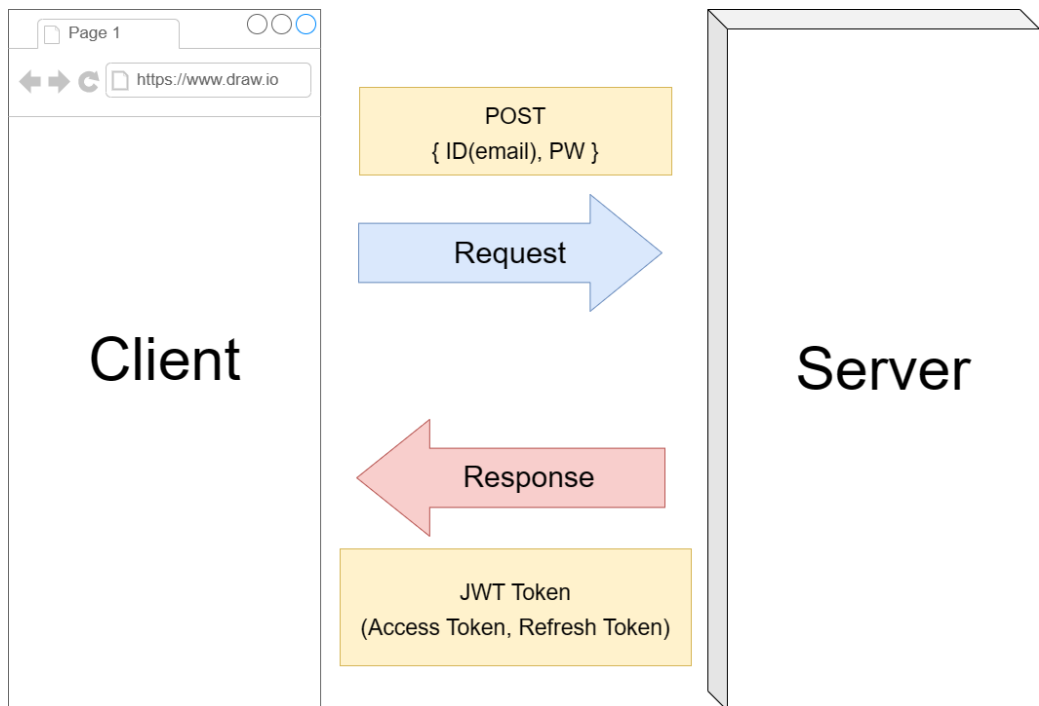 Page 1
https://www.draw.io
POST
{ ID(email), PW }
Request
Client
Server
Response
JWT Token
(Access Token, Refresh Token)